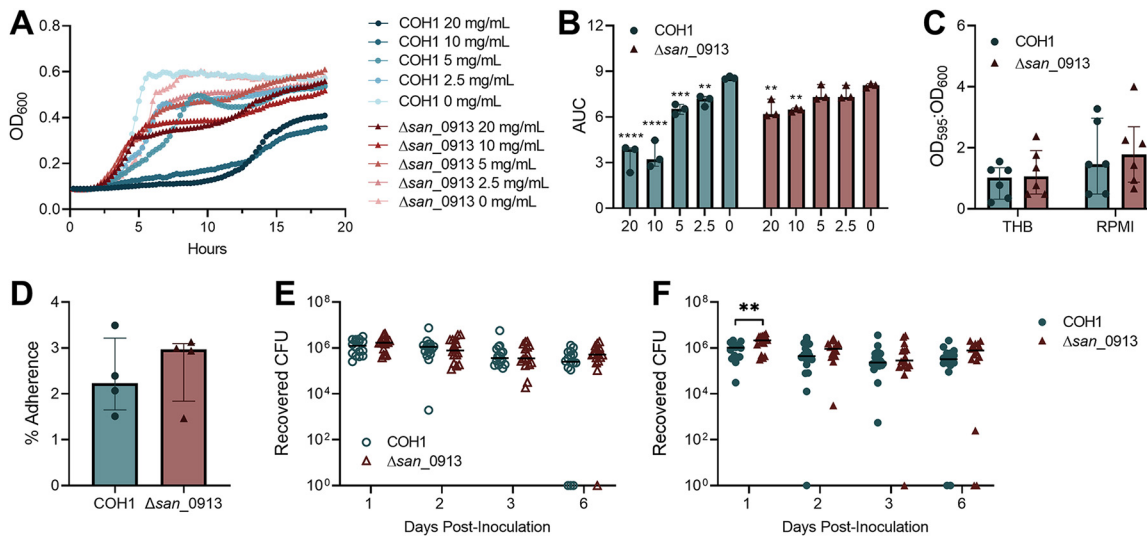 A
OD600
0.8
0.6
0.4
0.2
0.0
0 5 10 15 20
Hours
COH1 20 mg/mL
COH1 10 mg/mL
COH1 5 mg/mL
COH1 2.5 mg/mL
COH1 0 mg/mL
Δsan_0913 20 mg/mL
Δsan_0913 10 mg/mL
Δsan_0913 5 mg/mL
Δsan_0913 2.5 mg/mL
Δsan_0913 0 mg/mL
B
AUC
12
9
6
3
0
COH1
Δsan_0913
**** **** *** ** ** **
20 10 5 2.5 0 20 10 5 2.5 0
C
OD595:OD600
6
4
2
0
COH1
Δsan_0913
THB RPMI
D
% Adherence
4
3
2
1
0
COH1 Δsan_0913
E
Recovered CFU
10^8
10^6
10^4
10^2
10^0
COH1
Δsan_0913
1 2 3 6
Days Post-Inoculation
F
Recovered CFU
10^8
10^6
10^4
10^2
10^0
**
COH1
Δsan_0913
1 2 3 6
Days Post-Inoculation